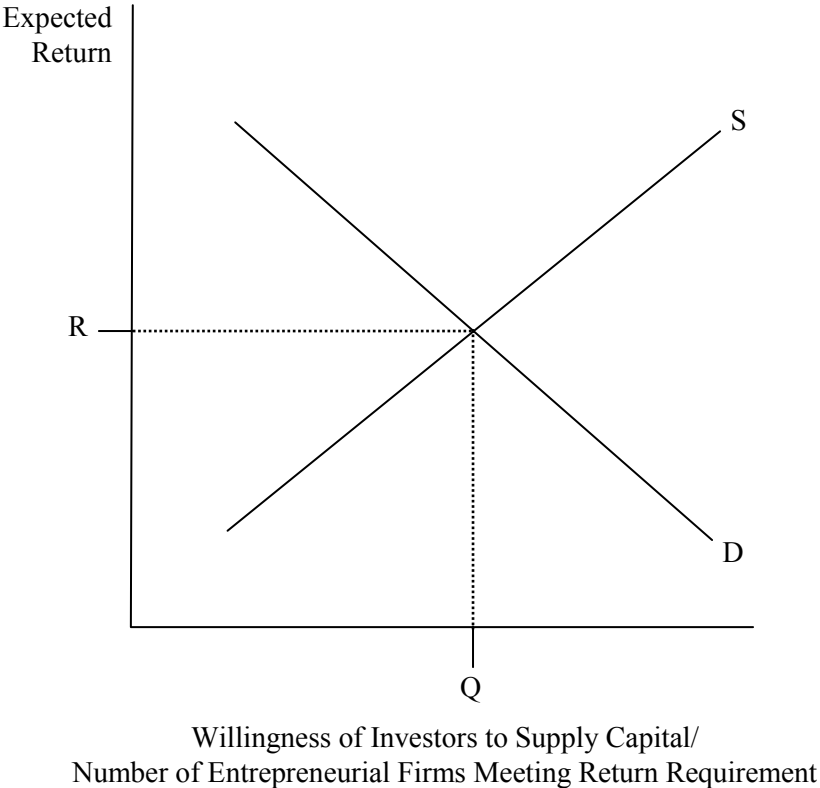 Expected
Return
S
R
D
Q
Willingness of Investors to Supply Capital/
Number of Entrepreneurial Firms Meeting Return Requirement